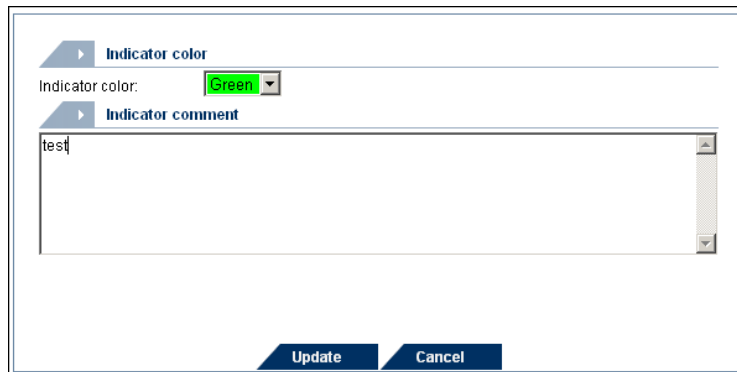 Indicator color
Indicator color: Green
Indicator comment
test
Update Cancel